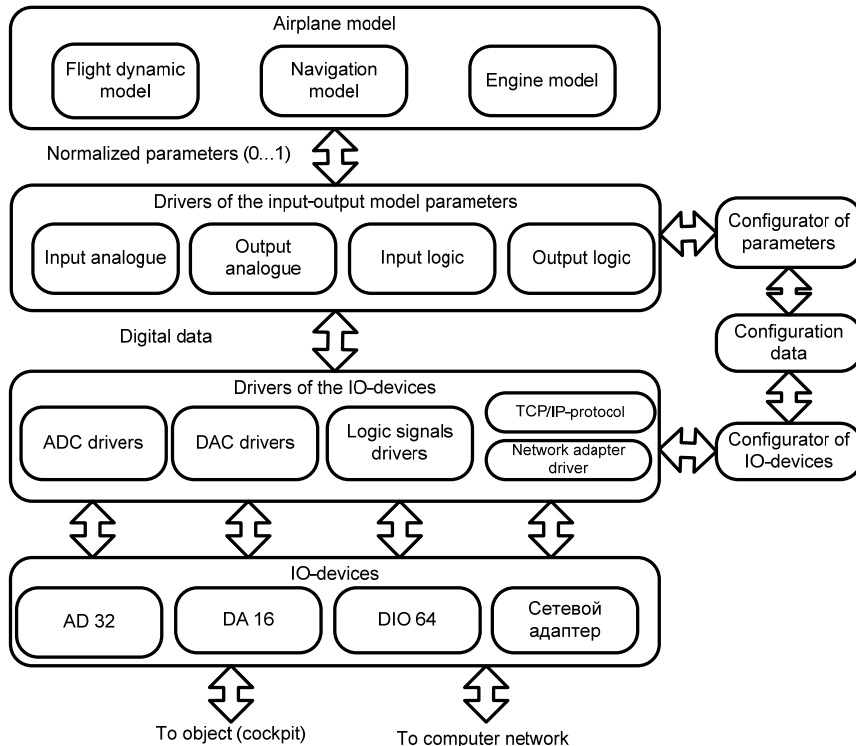 Airplane model
Flight dynamic
model
Navigation
model
Engine model
Normalized parameters (0...1)
Drivers of the input-output model parameters
Input analogue
Output
analogue
Input logic
Output logic
Configurator of
parameters
Digital data
Configuration
data
Drivers of the IO-devices
ADC drivers
DAC drivers
Logic signals
drivers
TCP/IP-protocol
Network adapter
driver
Configurator of
IO-devices
IO-devices
AD 32
DA 16
DIO 64
Сетевой
адаптер
To object (cockpit)
To computer network